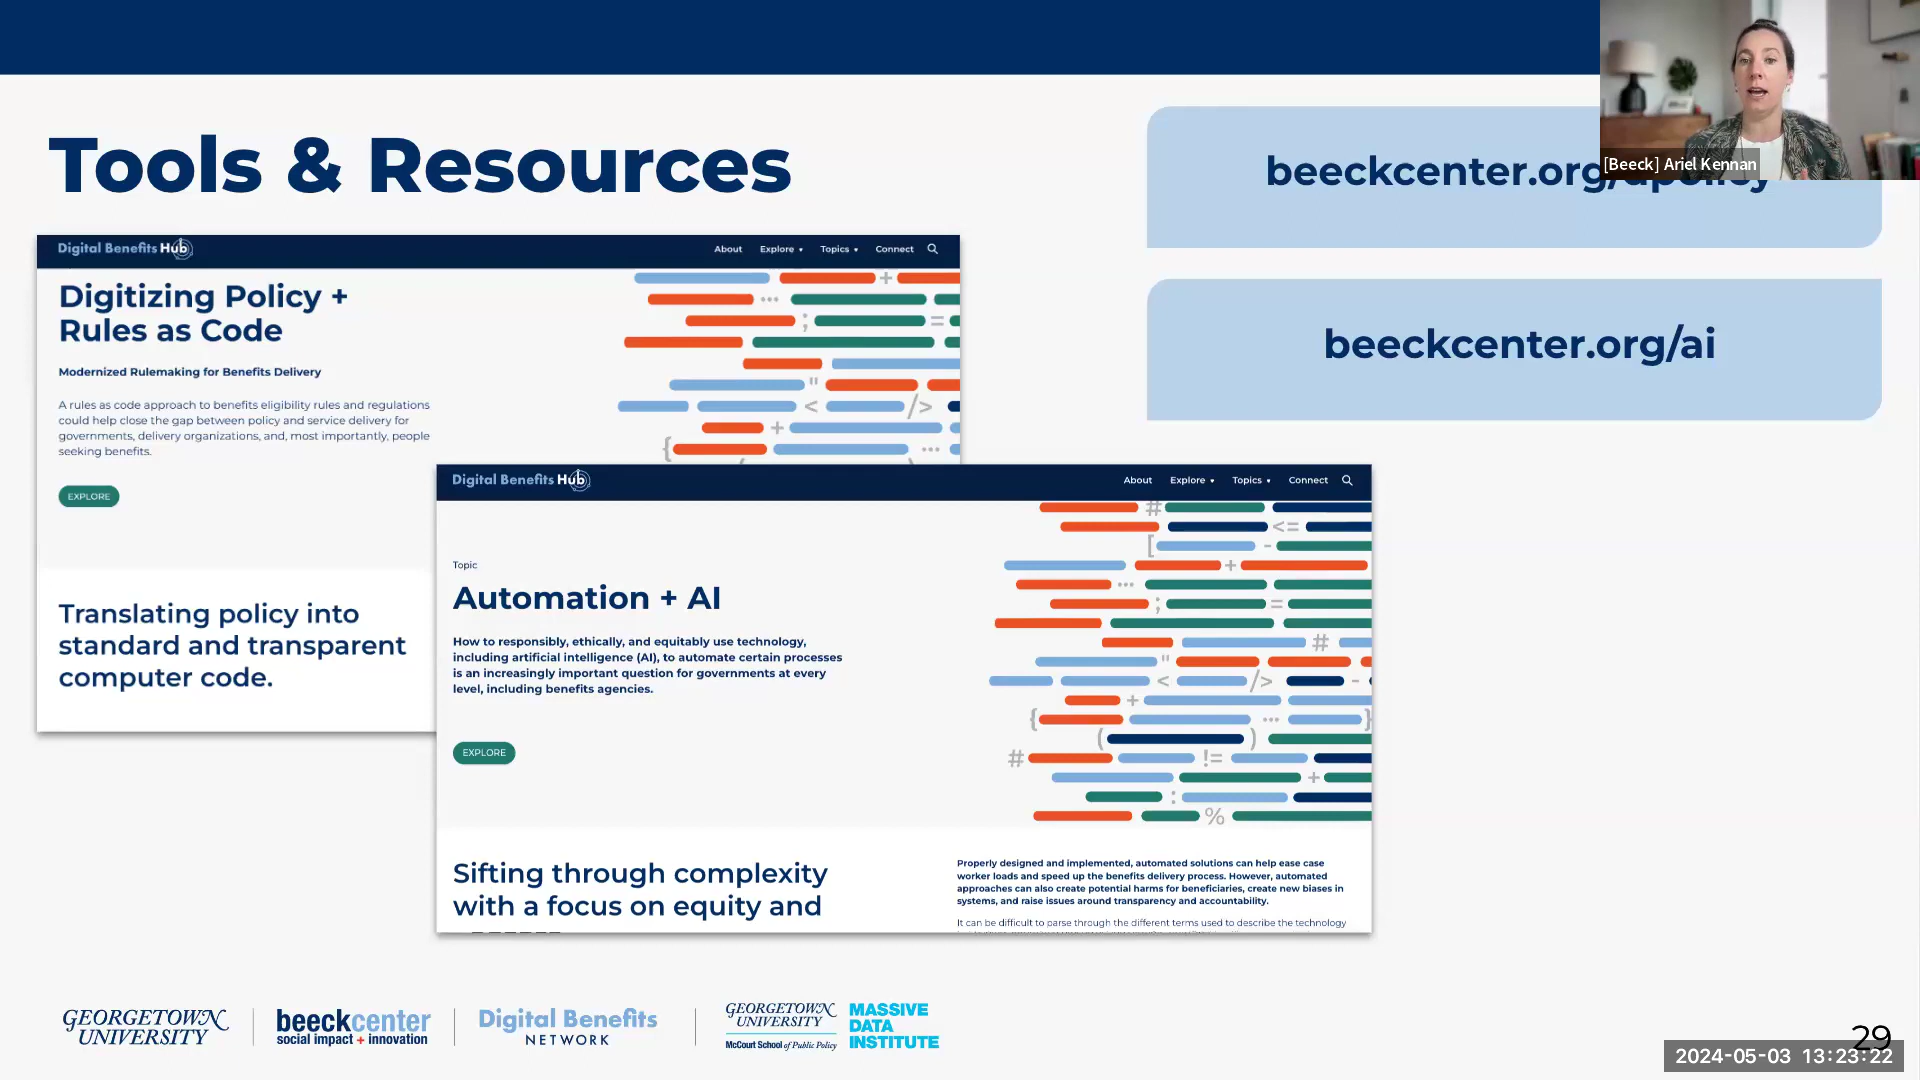 Tools & Resources
beeckcenter.org/dpolicy
[Beeck] Ariel Kennan
beeckcenter.org/ai
Digital Benefits Hub
About Explore ▾ Topics ▾ Connect
Digitizing Policy +
Rules as Code
Modernized Rulemaking for Benefits Delivery
A rules as code approach to benefits eligibility rules and regulations
could help close the gap between policy and service delivery for
governments, delivery organizations, and, most importantly, people
seeking benefits.
EXPLORE
Translating policy into
standard and transparent
computer code.
Digital Benefits Hub
About Explore ▾ Topics ▾ Connect
Topic
Automation + AI
How to responsibly, ethically, and equitably use technology,
including artificial intelligence (AI), to automate certain processes
is an increasingly important question for governments at every
level, including benefits agencies.
EXPLORE
Sifting through complexity
with a focus on equity and
Properly designed and implemented, automated solutions can help ease case
worker loads and speed up the benefits delivery process. However, automated
approaches can also create potential harms for beneficiaries, create new biases in
systems, and raise issues around transparency and accountability.
It can be difficult to parse through the different terms used to describe the technology
GEORGETOWN
UNIVERSITY
beeckcenter
social impact + innovation
Digital Benefits
NETWORK
GEORGETOWN
UNIVERSITY
McCourt School of Public Policy
MASSIVE
DATA
INSTITUTE
29
2024-05-03 13:23:22